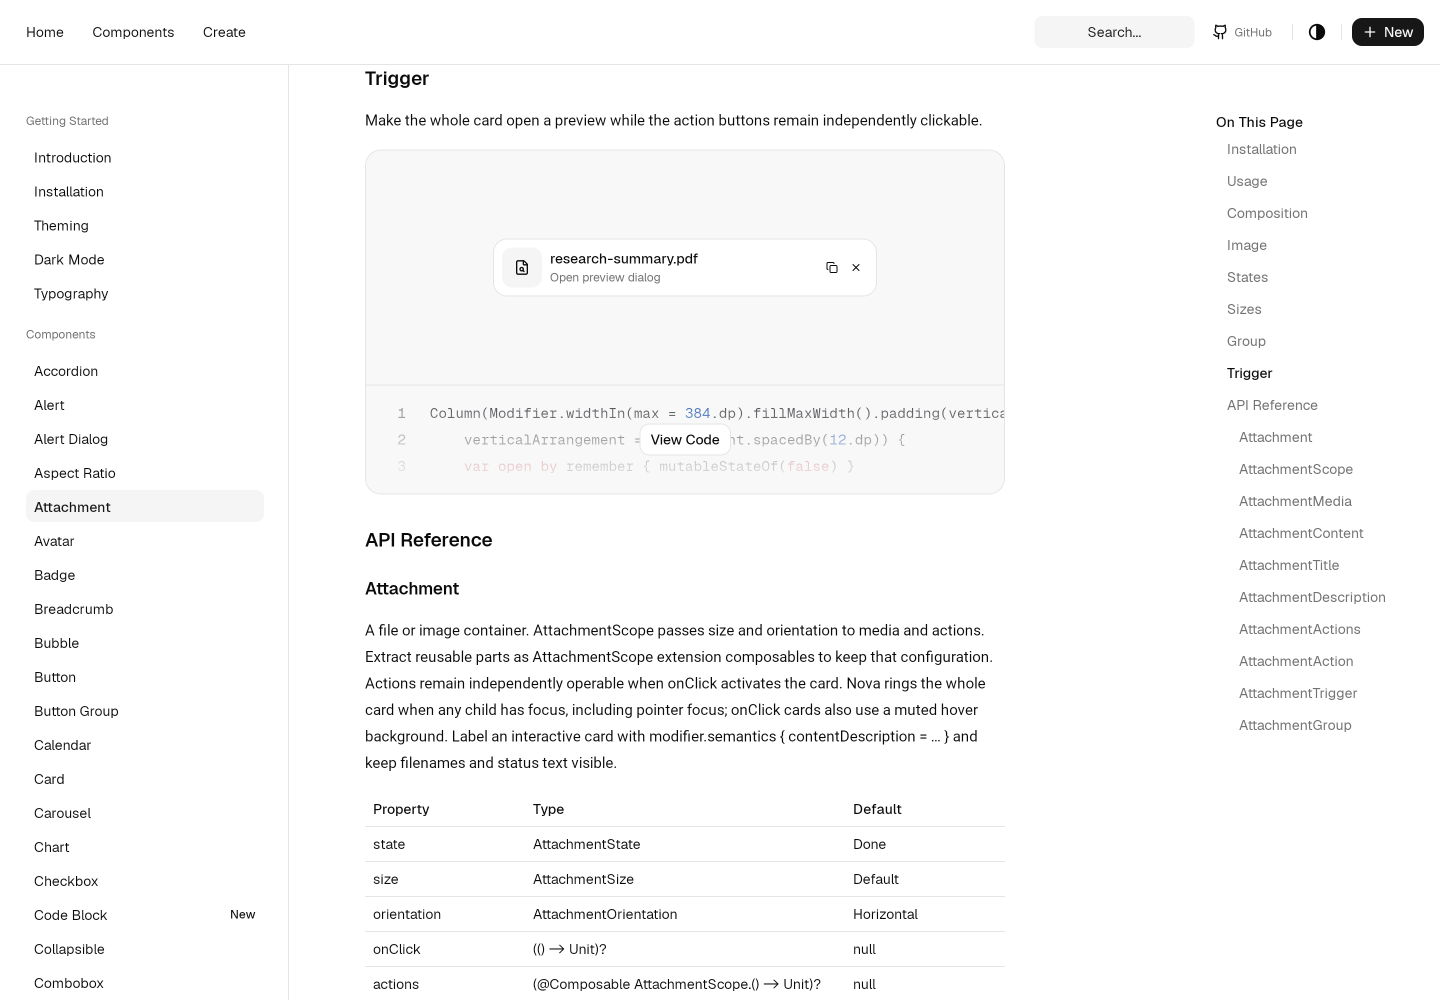 Home
Components
Create
Search...
GitHub
New
Getting Started
Introduction
Installation
Theming
Dark Mode
Typography
Components
Accordion
Alert
Alert Dialog
Aspect Ratio
Attachment
Avatar
Badge
Breadcrumb
Bubble
Button
Button Group
Calendar
Card
Carousel
Chart
Checkbox
Code Block New
Collapsible
Combobox
Trigger
Make the whole card open a preview while the action buttons remain independently clickable.
research-summary.pdf
Open preview dialog
1 Column(Modifier.widthIn(max = 384.dp).fillMaxWidth().padding(vertica
2 verticalArrangement = nt.spacedBy(12.dp)) {
View Code
3 var open by remember { mutableStateOf(false) }
API Reference
Attachment
A file or image container. AttachmentScope passes size and orientation to media and actions.
Extract reusable parts as AttachmentScope extension composables to keep that configuration.
Actions remain independently operable when onClick activates the card. Nova rings the whole
card when any child has focus, including pointer focus; onClick cards also use a muted hover
background. Label an interactive card with modifier.semantics { contentDescription = … } and
keep filenames and status text visible.
Property Type Default
state AttachmentState Done
size AttachmentSize Default
orientation AttachmentOrientation Horizontal
onClick (() -> Unit)? null
actions (@Composable AttachmentScope.() -> Unit)? null
On This Page
Installation
Usage
Composition
Image
States
Sizes
Group
Trigger
API Reference
Attachment
AttachmentScope
AttachmentMedia
AttachmentContent
AttachmentTitle
AttachmentDescription
AttachmentActions
AttachmentAction
AttachmentTrigger
AttachmentGroup